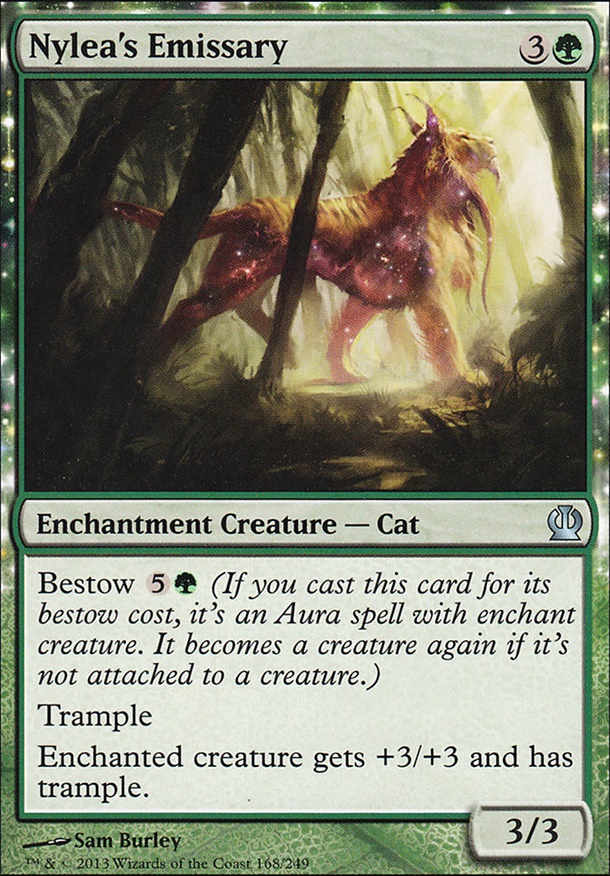 Nylea's Emissary 3
Enchantment Creature — Cat
Bestow 5 (If you cast this card for its
bestow cost, it's an Aura spell with enchant
creature. It becomes a creature again if it's
not attached to a creature.)
Trample
Enchanted creature gets +3/+3 and has
trample.
3/3
Sam Burley
™ & © 2013 Wizards of the Coast 168/249